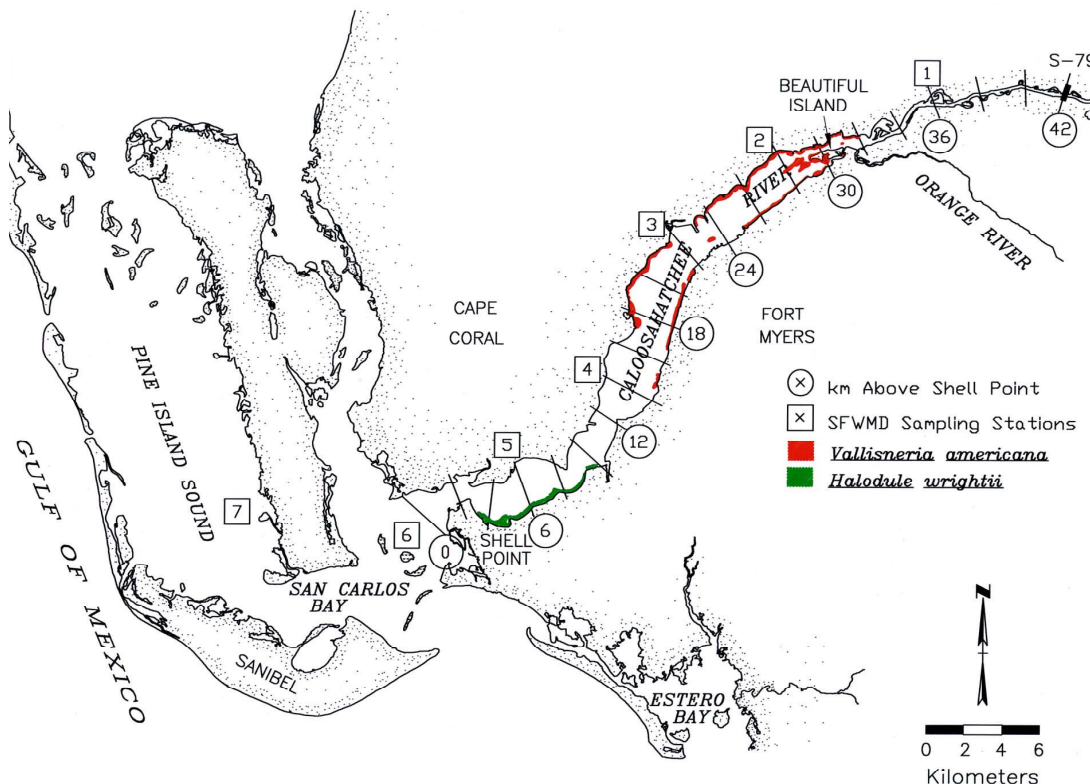 S-79
1
BEAUTIFUL
ISLAND
36
42
2
30
RIVER
ORANGE RIVER
3
24
CALOOSAHATCHEE
CAPE
CORAL
FORT
MYERS
18
PINE ISLAND SOUND
4
12
km Above Shell Point
SFWMD Sampling Stations
Vallisneria americana
Halodule wrightii
5
7
6
0
6
SHELL
POINT
GULF OF MEXICO
SAN CARLOS
BAY
SANIBEL
ESTERO
BAY
N
0 2 4 6
Kilometers